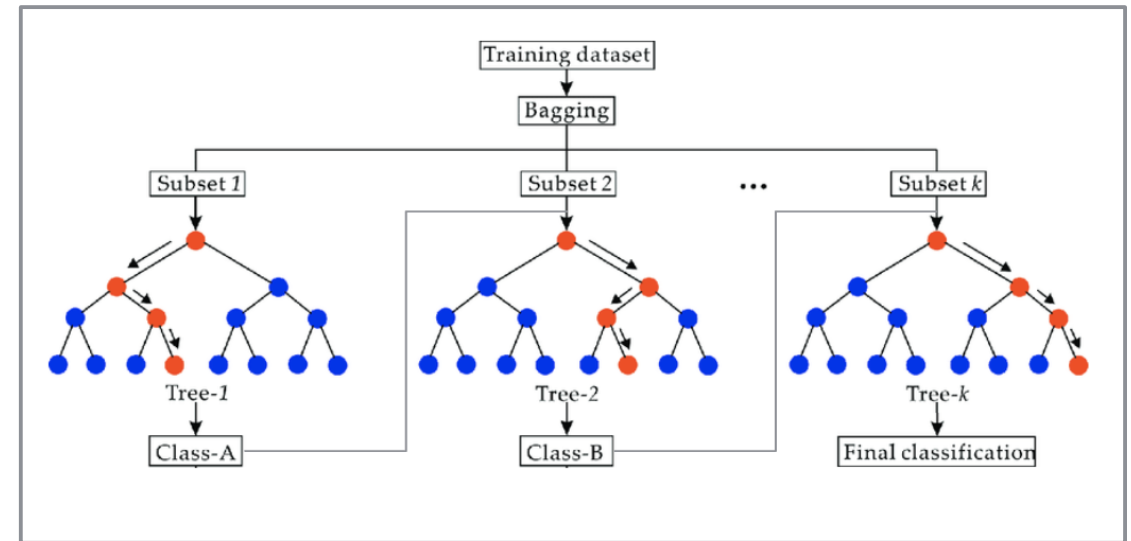 Training dataset
Bagging
Subset 1
Subset 2
...
Subset k
Tree-1
Tree-2
Tree-k
Class-A
Class-B
Final classification